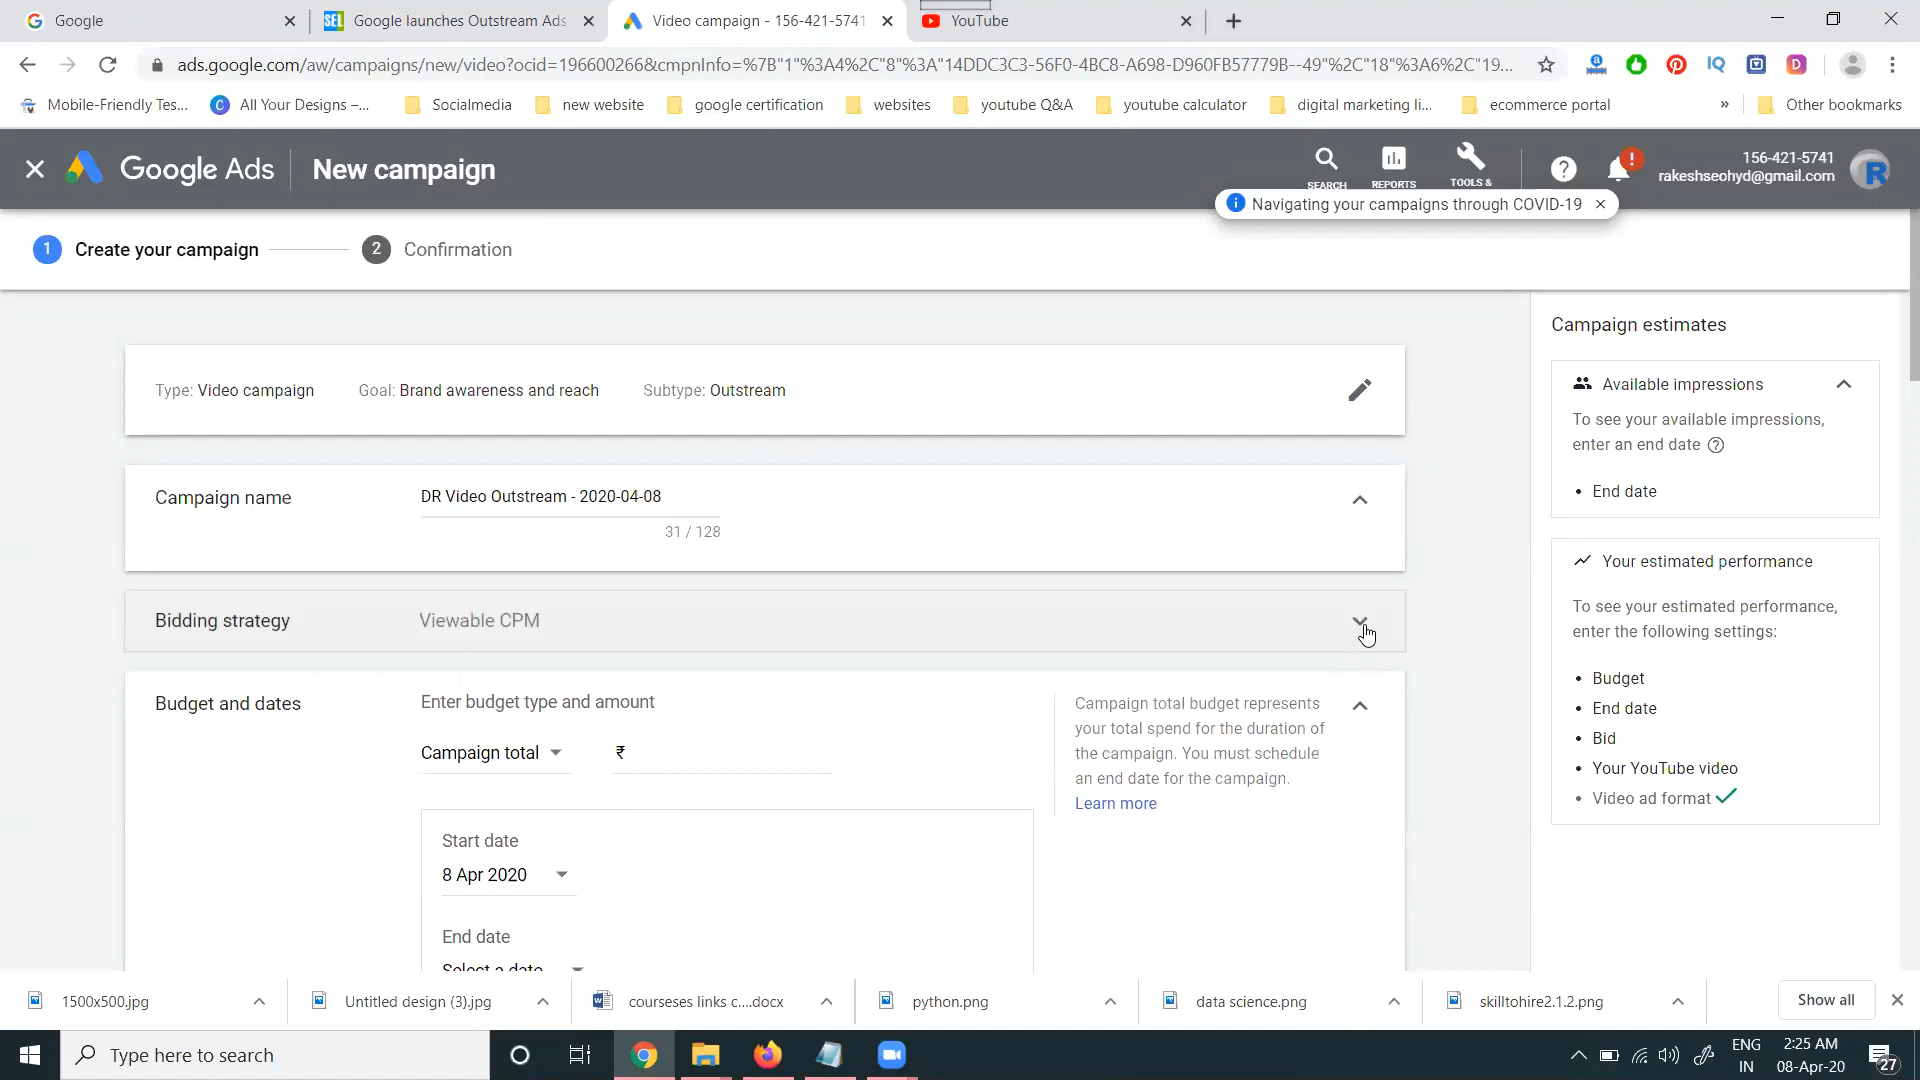 Google
SEL Google launches Outstream Ads
Video campaign - 156-421-5741
YouTube
ads.google.com/aw/campaigns/new/video?ocid=196600266&cmpnInfo=%7B"1"%3A4%2C"8"%3A"14DDC3C3-56F0-4BC8-A698-D960FB57779B--49"%2C"18"%3A6%2C"19...
Mobile-Friendly Tes...
All Your Designs –...
Socialmedia
new website
google certification
websites
youtube Q&A
youtube calculator
digital marketing li...
ecommerce portal
»
Other bookmarks
Google Ads
New campaign
SEARCH
REPORTS
TOOLS &
156-421-5741
rakeshseohyd@gmail.com
R
Navigating your campaigns through COVID-19
1 Create your campaign
2 Confirmation
Type: Video campaign
Goal: Brand awareness and reach
Subtype: Outstream
Campaign name
DR Video Outstream - 2020-04-08
31 / 128
Bidding strategy
Viewable CPM
Budget and dates
Enter budget type and amount
Campaign total
₹
Campaign total budget represents
your total spend for the duration of
the campaign. You must schedule
an end date for the campaign.
Learn more
Start date
8 Apr 2020
End date
Select a date
Campaign estimates
Available impressions
To see your available impressions,
enter an end date
• End date
Your estimated performance
To see your estimated performance,
enter the following settings:
• Budget
• End date
• Bid
• Your YouTube video
• Video ad format
1500x500.jpg
Untitled design (3).jpg
courseses links c....docx
python.png
data science.png
skilltohire2.1.2.png
Show all
Type here to search
ENG
IN
2:25 AM
08-Apr-20
27